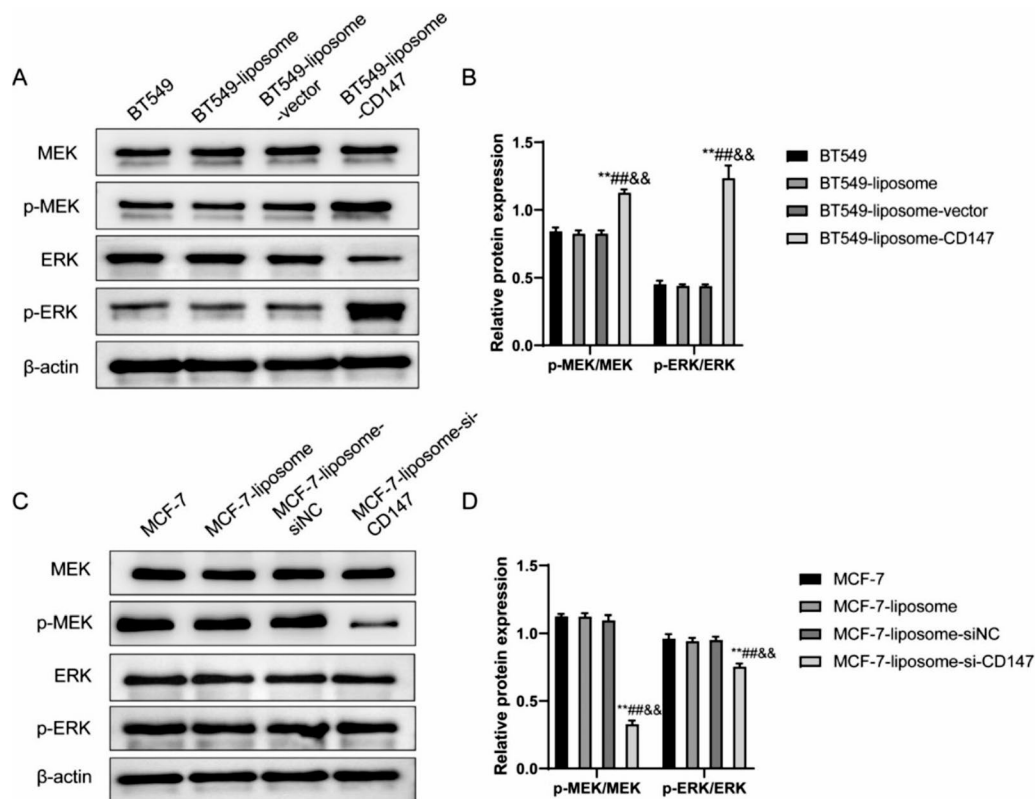 A
BT549
BT549-liposome
BT549-liposome
-vector
BT549-liposome
-CD147
MEK
p-MEK
ERK
p-ERK
β-actin
B
Relative protein expression
1.5
1.0
0.5
0.0
**##&&
**##&&
p-MEK/MEK
p-ERK/ERK
BT549
BT549-liposome
BT549-liposome-vector
BT549-liposome-CD147
C
MCF-7
MCF-7-liposome
MCF-7-liposome-
siNC
MCF-7-liposome-si-
CD147
MEK
p-MEK
ERK
p-ERK
β-actin
D
Relative protein expression
1.5
1.0
0.5
0.0
**##&&
**##&&
p-MEK/MEK
p-ERK/ERK
MCF-7
MCF-7-liposome
MCF-7-liposome-siNC
MCF-7-liposome-si-CD147